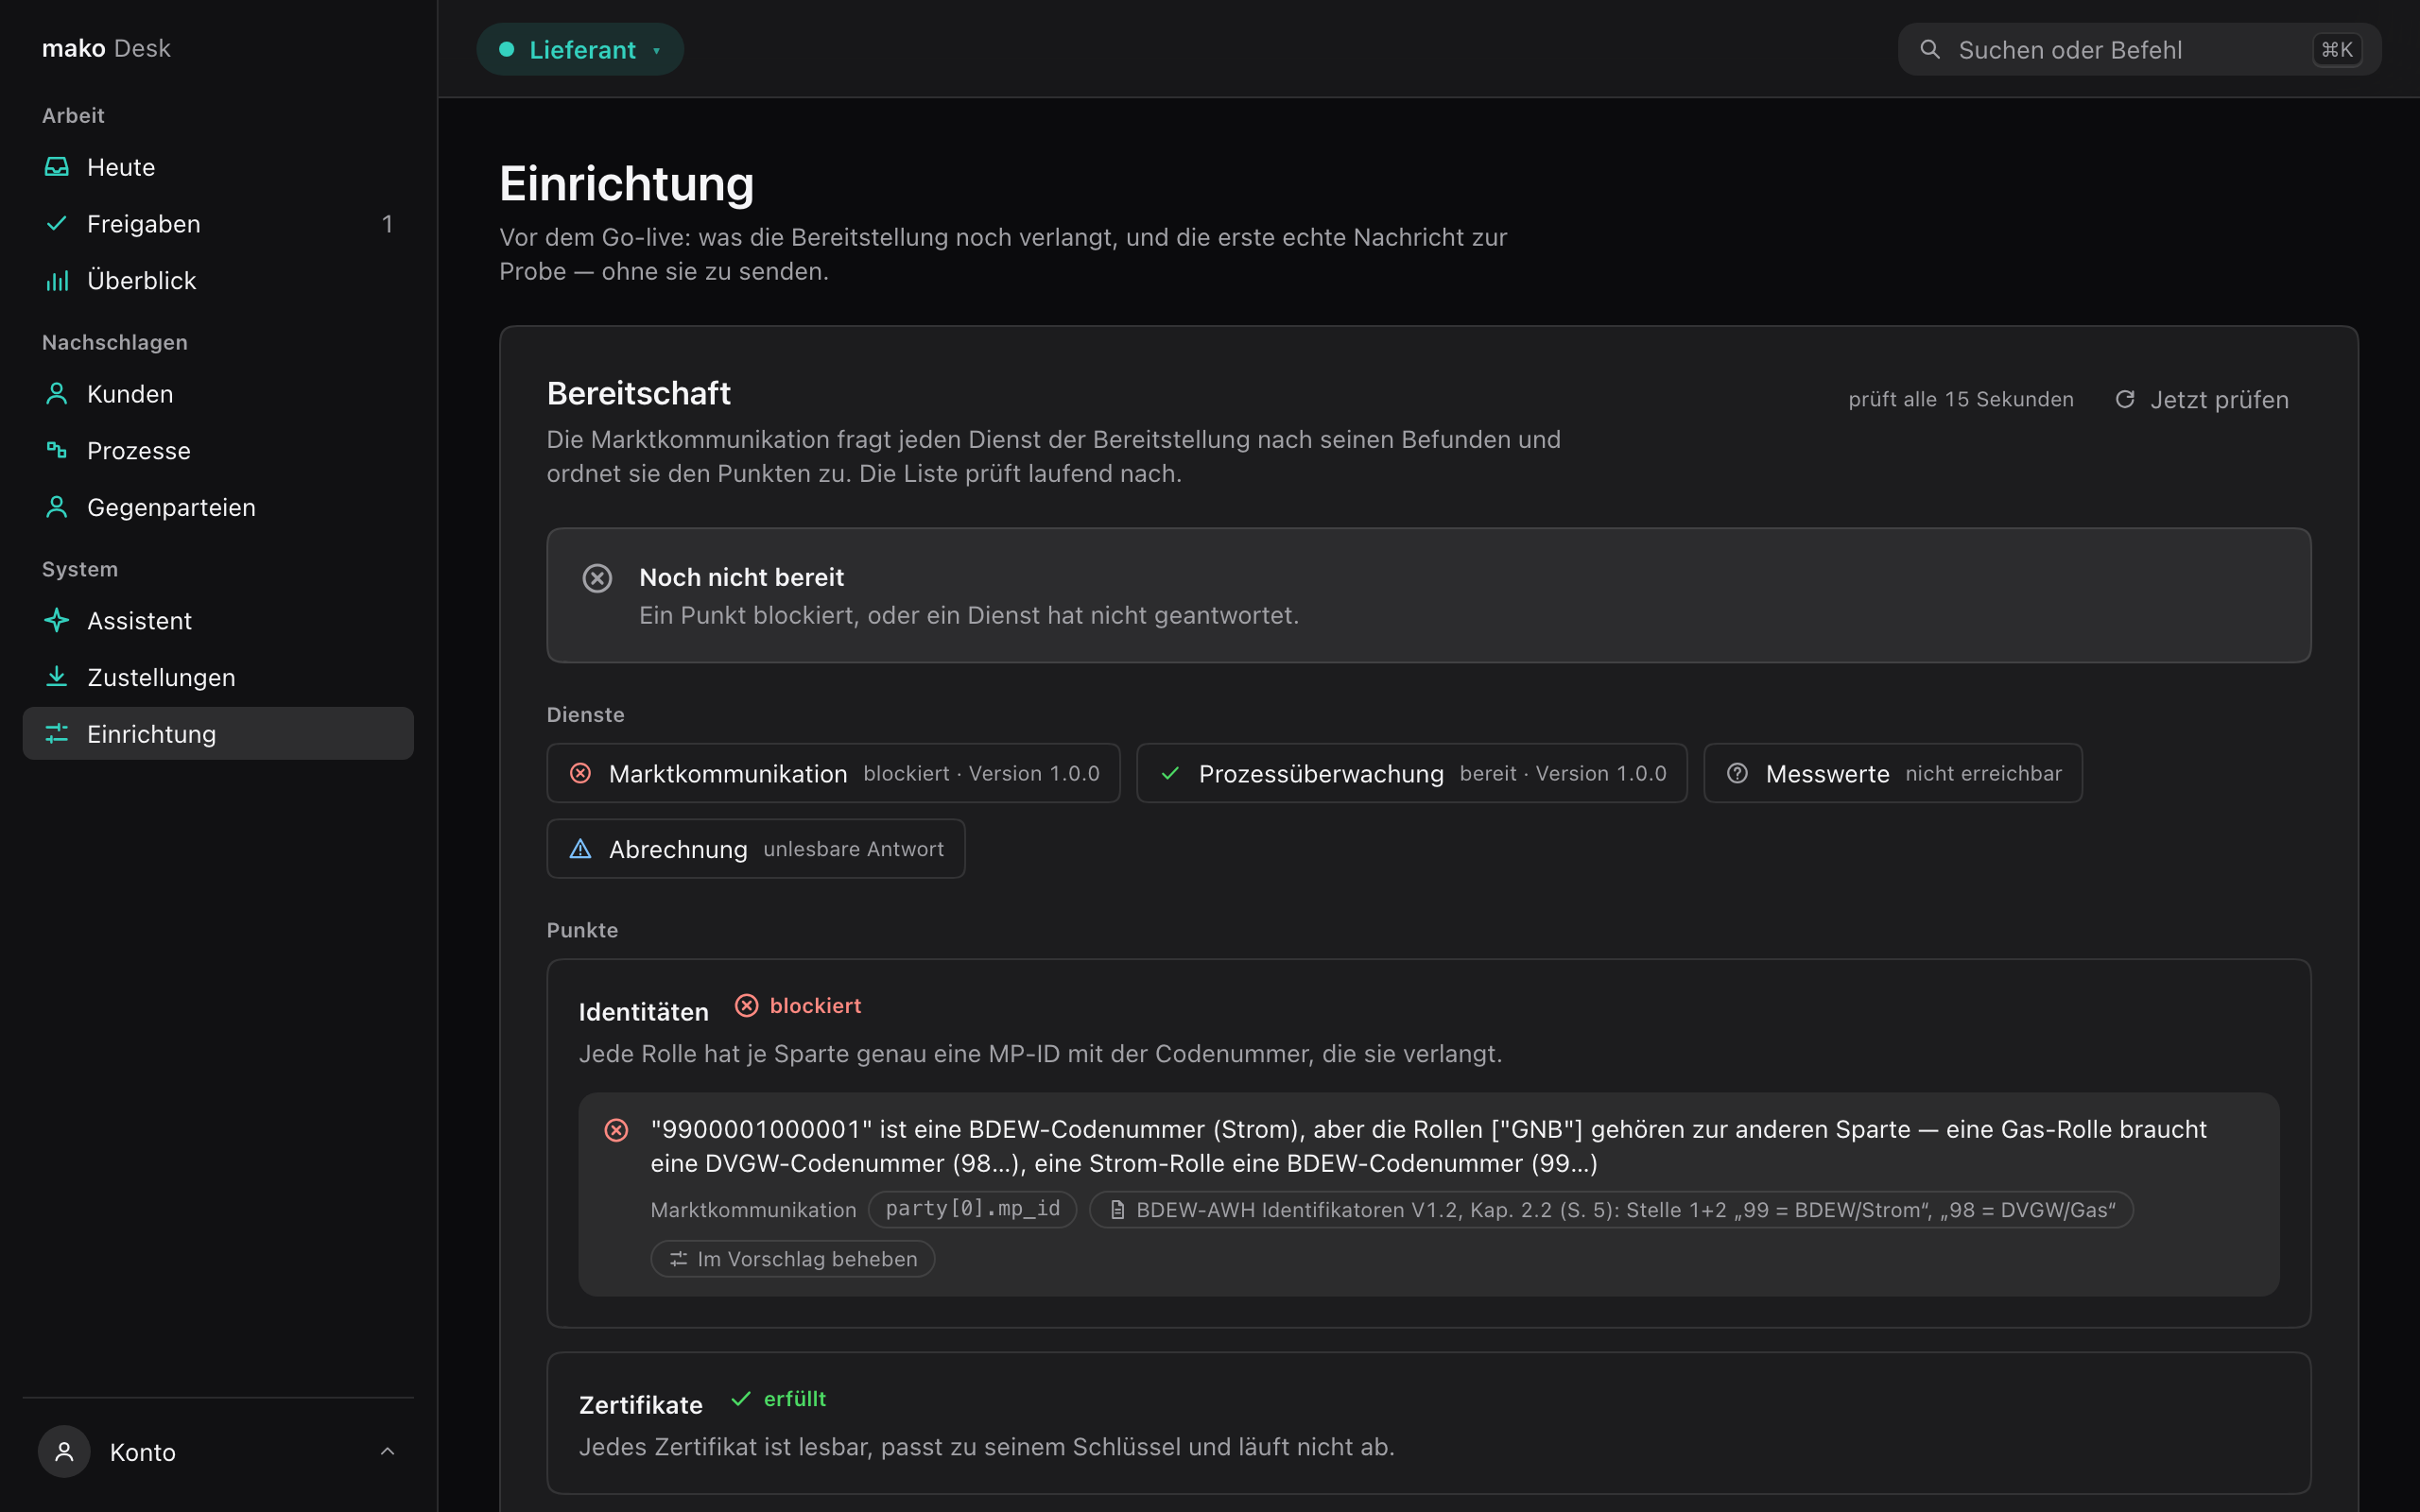 mako Desk
Lieferant
Suchen oder Befehl ⌘K
Arbeit
Heute
Freigaben 1
Überblick
Nachschlagen
Kunden
Prozesse
Gegenparteien
System
Assistent
Zustellungen
Einrichtung
Konto
Einrichtung
Vor dem Go-live: was die Bereitstellung noch verlangt, und die erste echte Nachricht zur
Probe — ohne sie zu senden.
Bereitschaft
prüft alle 15 Sekunden Jetzt prüfen
Die Marktkommunikation fragt jeden Dienst der Bereitstellung nach seinen Befunden und
ordnet sie den Punkten zu. Die Liste prüft laufend nach.
Noch nicht bereit
Ein Punkt blockiert, oder ein Dienst hat nicht geantwortet.
Dienste
Marktkommunikation blockiert · Version 1.0.0
Prozessüberwachung bereit · Version 1.0.0
Messwerte nicht erreichbar
Abrechnung unlesbare Antwort
Punkte
Identitäten blockiert
Jede Rolle hat je Sparte genau eine MP-ID mit der Codenummer, die sie verlangt.
"9900001000001" ist eine BDEW-Codenummer (Strom), aber die Rollen ["GNB"] gehören zur anderen Sparte — eine Gas-Rolle braucht
eine DVGW-Codenummer (98…), eine Strom-Rolle eine BDEW-Codenummer (99…)
Marktkommunikation party[0].mp_id BDEW-AWH Identifikatoren V1.2, Kap. 2.2 (S. 5): Stelle 1+2 „99 = BDEW/Strom“, „98 = DVGW/Gas“
Im Vorschlag beheben
Zertifikate erfüllt
Jedes Zertifikat ist lesbar, passt zu seinem Schlüssel und läuft nicht ab.